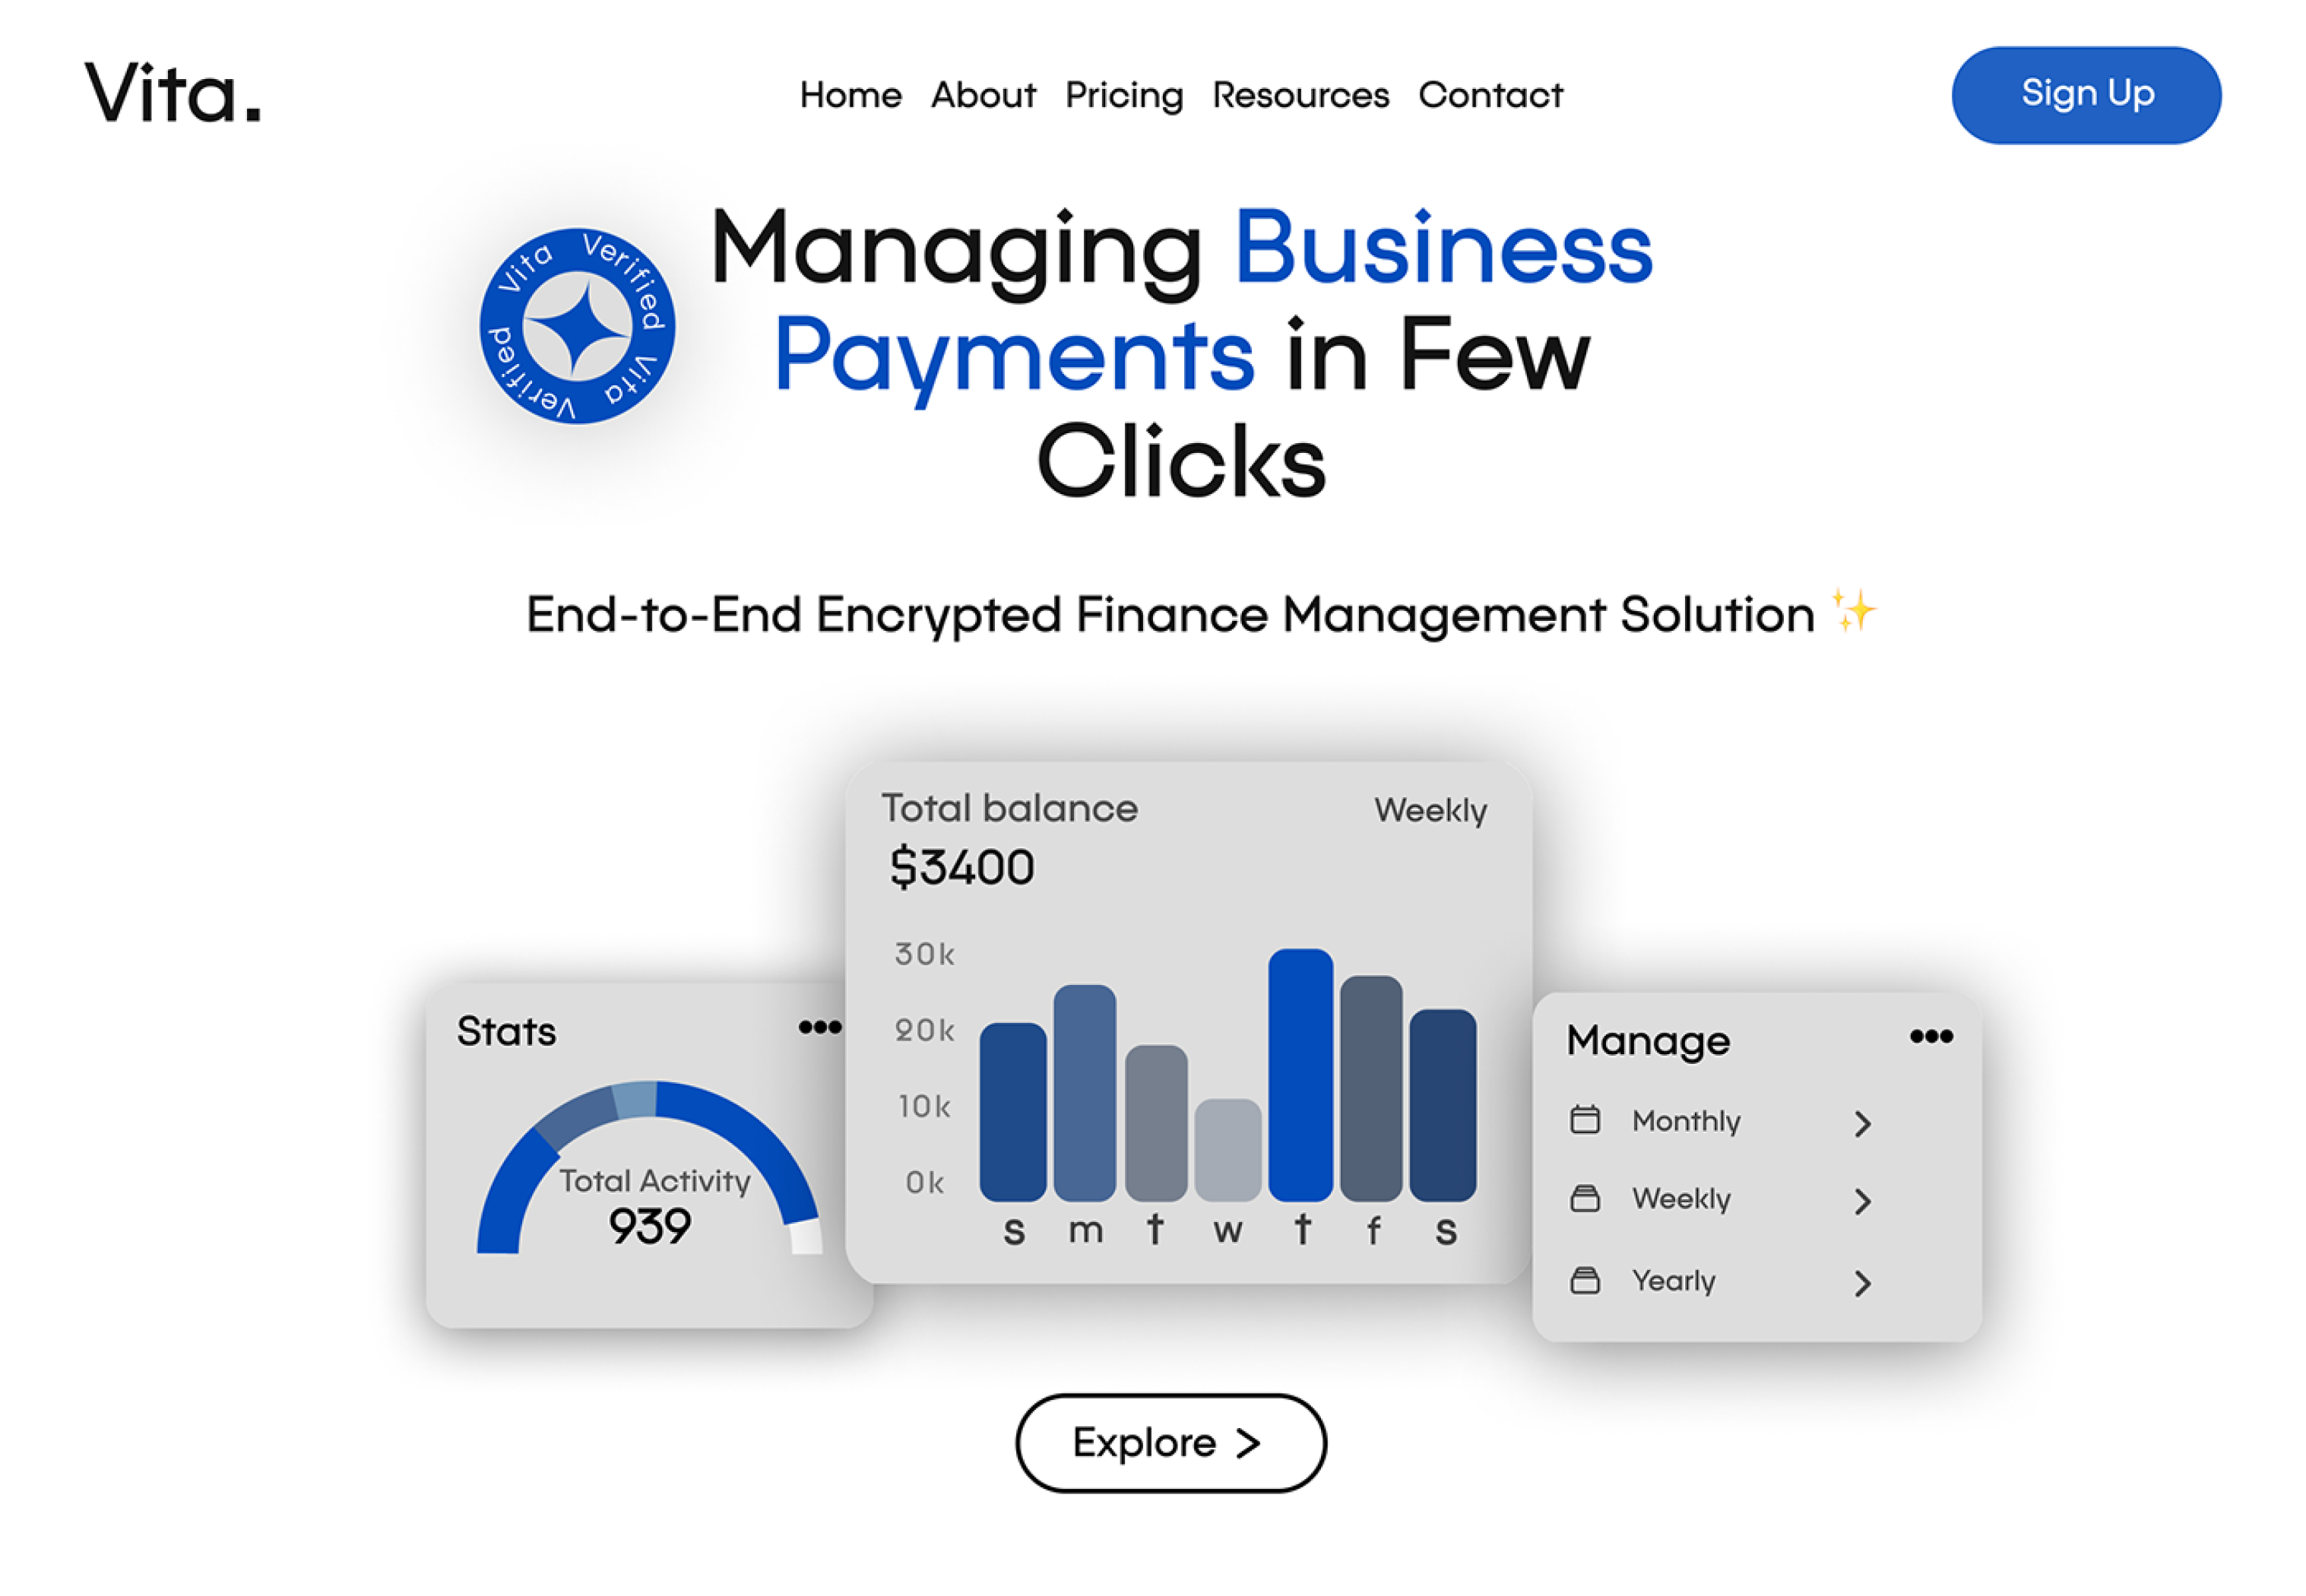 Vita.
Home About Pricing Resources Contact
Sign Up
Vita Verified Vita Verified
Managing Business
Payments in Few
Clicks
End-to-End Encrypted Finance Management Solution ✨
Total balance
Weekly
$3400
30k
20k
10k
0k
s m t w t f s
Stats
Total Activity
939
Manage
Monthly
Weekly
Yearly
Explore >